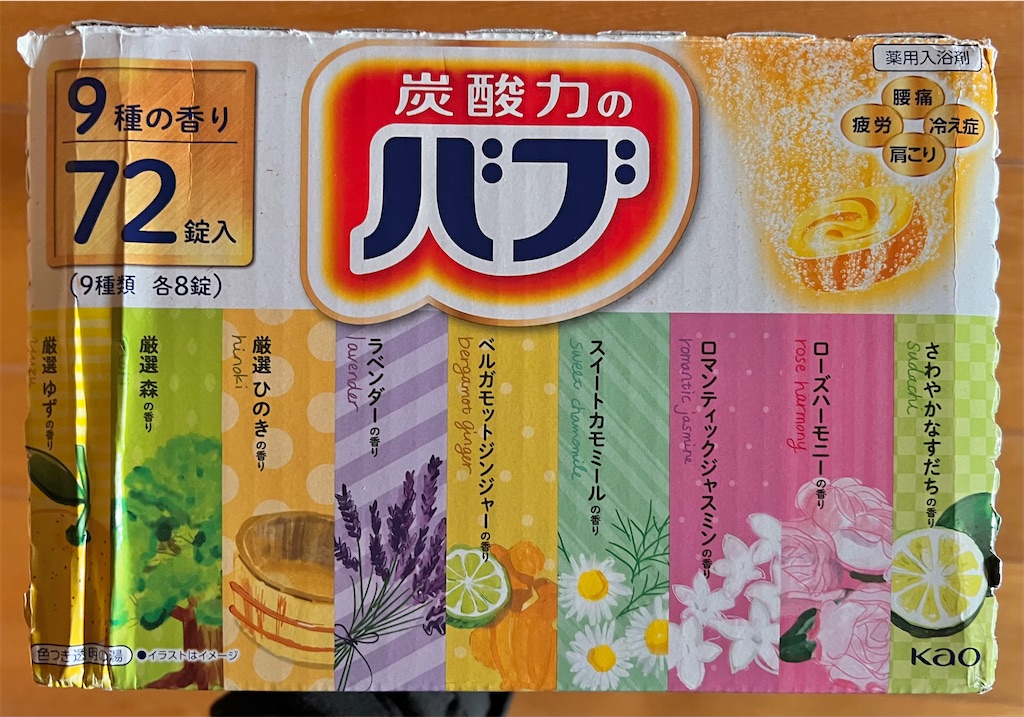 9種の香り
72錠入
(9種類 各8錠)
炭酸力の
バブ
薬用入浴剤
腰痛
疲労
冷え症
肩こり
厳選 ゆずの香り
厳選 森の香り
厳選 ひのきの香り
hinoki
ラベンダーの香り
lavender
ベルガモットジンジャーの香り
bergamot ginger
スイートカモミールの香り
sweet chamomile
ロマンティックジャスミンの香り
romantic jasmine
ローズハーモニーの香り
rose harmony
さわやかなすだちの香り
sudachi
色つき透明の湯
●イラストはイメージ
Kao